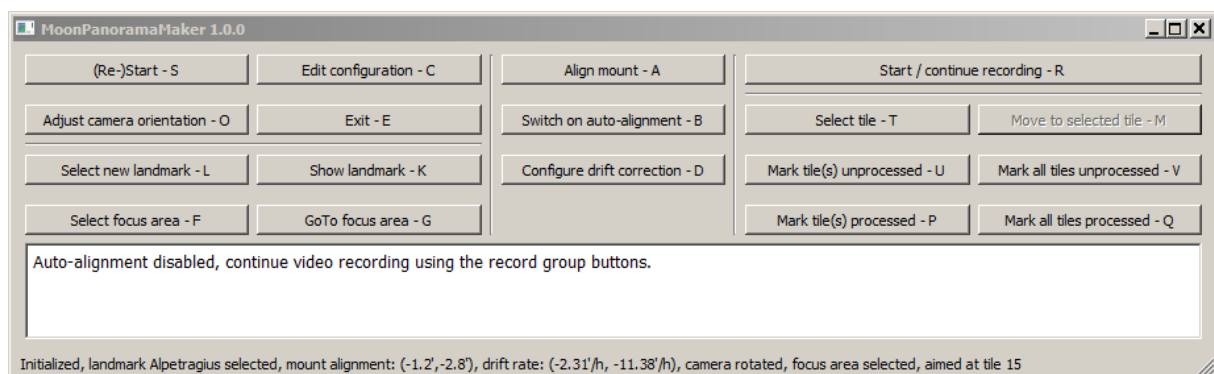 MoonPanoramaMaker 1.0.0
(Re-)Start - S Edit configuration - C Align mount - A Start / continue recording - R
Adjust camera orientation - O Exit - E Switch on auto-alignment - B Select tile - T Move to selected tile - M
Select new landmark - L Show landmark - K Configure drift correction - D Mark tile(s) unprocessed - U Mark all tiles unprocessed - V
Select focus area - F GoTo focus area - G Mark tile(s) processed - P Mark all tiles processed - Q
Auto-alignment disabled, continue video recording using the record group buttons.
Initialized, landmark Alpetragius selected, mount alignment: (-1.2',-2.8'), drift rate: (-2.31'/h, -11.38'/h), camera rotated, focus area selected, aimed at tile 15